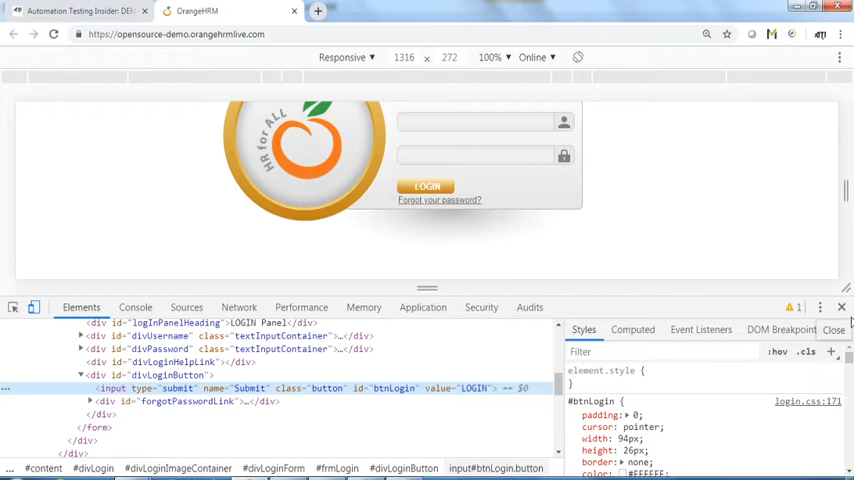 Automation Testing Insider: DEM
OrangeHRM
https://opensource-demo.orangehrmlive.com
Responsive 1316 × 272 100% Online
HR for ALL
LOGIN
Forgot your password?
Elements Console Sources Network Performance Memory Application Security Audits 1
<div id="logInPanelHeading">LOGIN Panel</div>
<div id="divUsername" class="textInputContainer">…</div>
<div id="divPassword" class="textInputContainer">…</div>
<div id="divLoginHelpLink"></div>
<div id="divLoginButton">
<input type="submit" name="Submit" class="button" id="btnLogin" value="LOGIN"> == $0
<div id="forgotPasswordLink">…</div>
</div>
</form>
</div>
</div>
... #content #divLogin #divLoginImageContainer #divLoginForm #frmLogin #divLoginButton input#btnLogin.button
Styles Computed Event Listeners DOM Breakpoint Close
Filter :hov .cls +
element.style {
}
#btnLogin { login.css:171
padding: 0;
cursor: pointer;
width: 94px;
height: 26px;
border: none;
color: #FFFFFF;